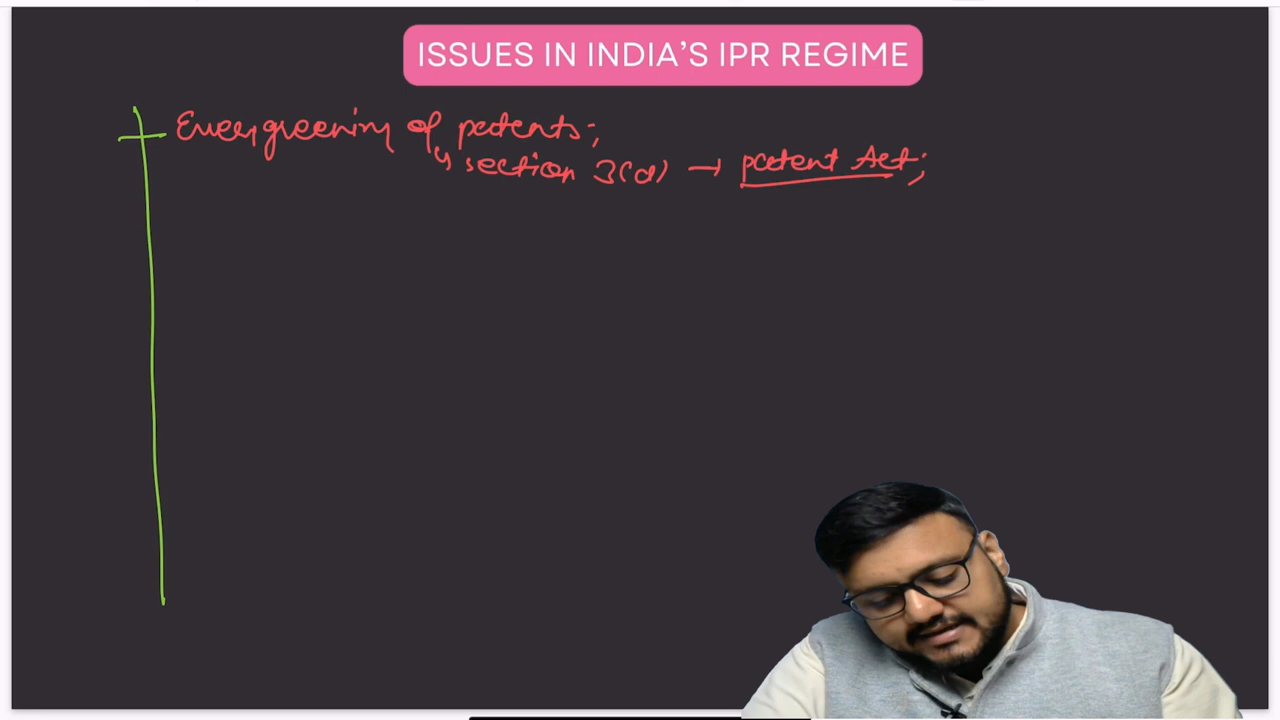 ISSUES IN INDIA'S IPR REGIME
Evergreening of patents;
↳ section 3(d) → patent Act;